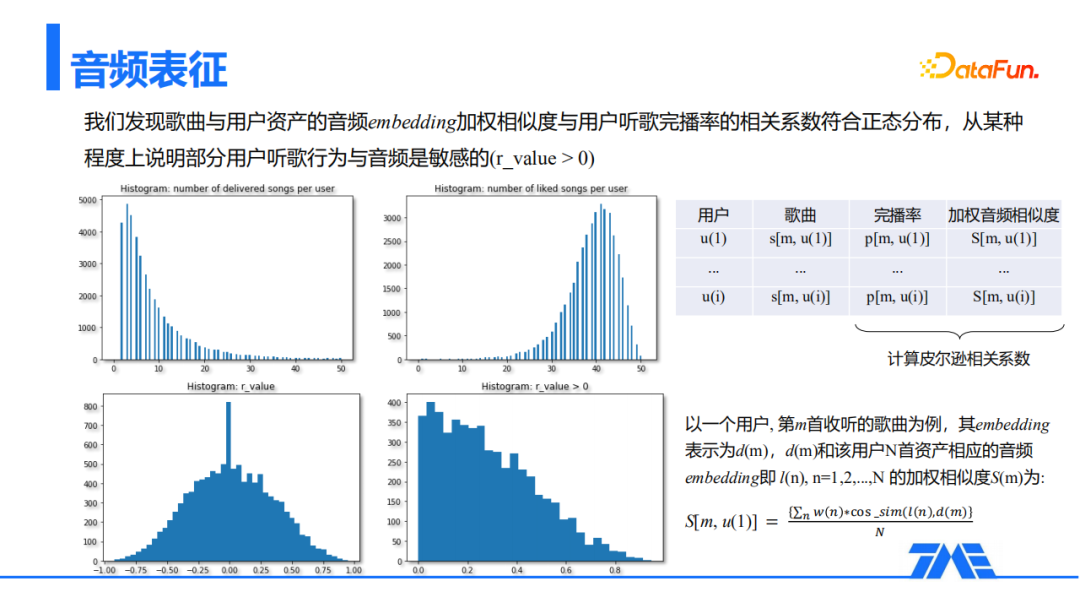 音频表征
DataFun.
我们发现歌曲与用户资产的音频embedding加权相似度与用户听歌完播率的相关系数符合正态分布，从某种
程度上说明部分用户听歌行为与音频是敏感的(r_value > 0)
Histogram: number of delivered songs per user
5000
4000
3000
2000
1000
0
0 10 20 30 40 50
Histogram: number of liked songs per user
3000
2500
2000
1500
1000
500
0
0 10 20 30 40 50
Histogram: r_value
800
700
600
500
400
300
200
100
0
−1.00 −0.75 −0.50 −0.25 0.00 0.25 0.50 0.75 1.00
Histogram: r_value > 0
400
350
300
250
200
150
100
50
0
0.0 0.2 0.4 0.6 0.8
用户 歌曲 完播率 加权音频相似度
u(1) s[m, u(1)] p[m, u(1)] S[m, u(1)]
... ... ... ...
u(i) s[m, u(i)] p[m, u(i)] S[m, u(i)]
计算皮尔逊相关系数
以一个用户, 第m首收听的歌曲为例，其embedding
表示为d(m)，d(m)和该用户N首资产相应的音频
embedding即 l(n), n=1,2,...,N 的加权相似度S(m)为:
S[m, u(1)] = {∑n w(n)∗cos _sim(l(n),d(m)} / N
TME